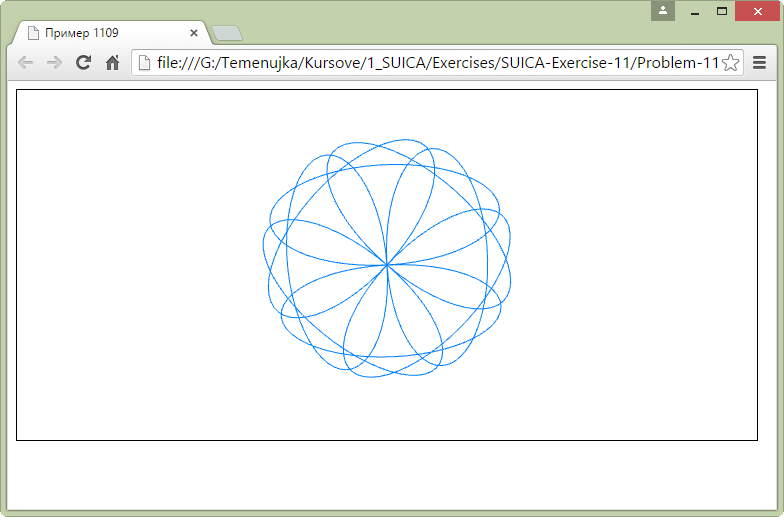 Пример 1109
file:///G:/Temenujka/Kursove/1_SUICA/Exercises/SUICA-Exercise-11/Problem-11